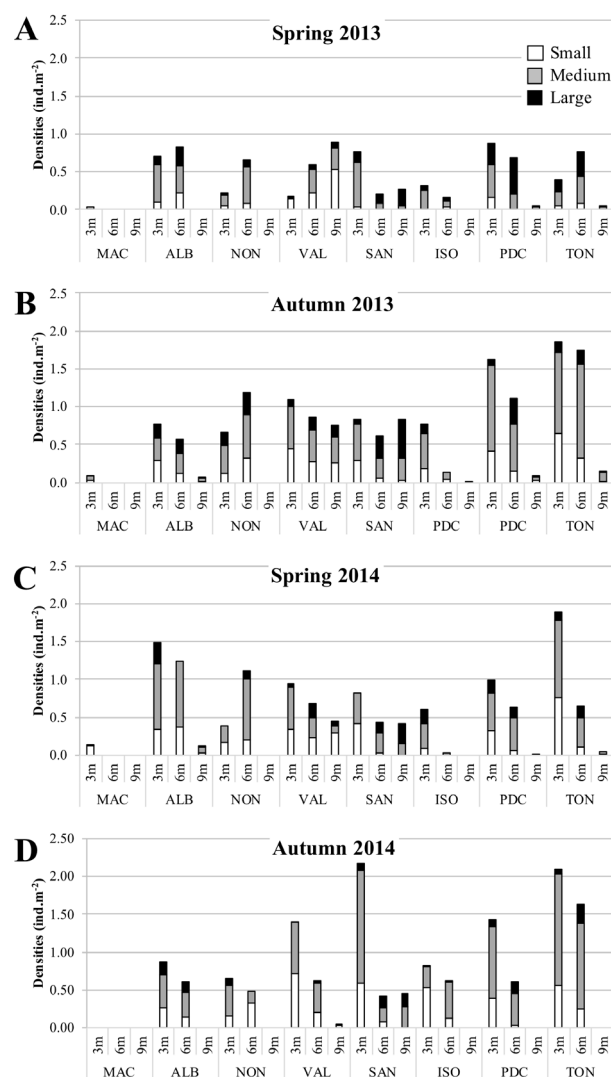 A
Spring 2013
Small
Medium
Large
Densities (ind.m-2)
2.5
2.0
1.5
1.0
0.5
0.0
3m 6m 9m 3m 6m 9m 3m 6m 9m 3m 6m 9m 3m 6m 9m 3m 6m 9m 3m 6m 9m 3m 6m 9m
MAC ALB NON VAL SAN ISO PDC TON
B
Autumn 2013
Densities (ind.m-2)
2.5
2.0
1.5
1.0
0.5
0.0
3m 6m 9m 3m 6m 9m 3m 6m 9m 3m 6m 9m 3m 6m 9m 3m 6m 9m 3m 6m 9m 3m 6m 9m
MAC ALB NON VAL SAN PDC PDC TON
C
Spring 2014
Densities (ind.m-2)
2.5
2.0
1.5
1.0
0.5
0.0
3m 6m 9m 3m 6m 9m 3m 6m 9m 3m 6m 9m 3m 6m 9m 3m 6m 9m 3m 6m 9m 3m 6m 9m
MAC ALB NON VAL SAN ISO PDC TON
D
Autumn 2014
Densities (ind.m-2)
2.50
2.00
1.50
1.00
0.50
0.00
3m 6m 9m 3m 6m 9m 3m 6m 9m 3m 6m 9m 3m 6m 9m 3m 6m 9m 3m 6m 9m 3m 6m 9m
MAC ALB NON VAL SAN ISO PDC TON